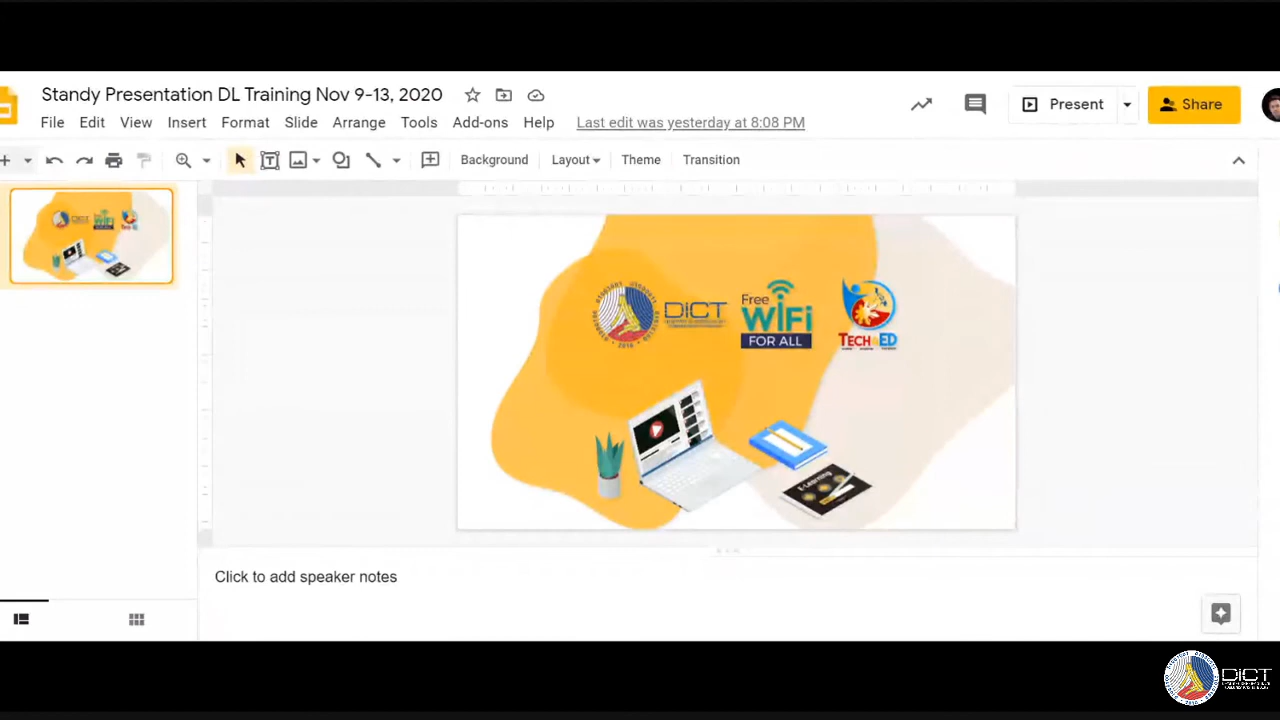 Standy Presentation DL Training Nov 9-13, 2020
File Edit View Insert Format Slide Arrange Tools Add-ons Help Last edit was yesterday at 8:08 PM
Present
Share
Background Layout Theme Transition
DICT
Free
WiFi
FOR ALL
TECH ED
E-Learning
Click to add speaker notes
DICT